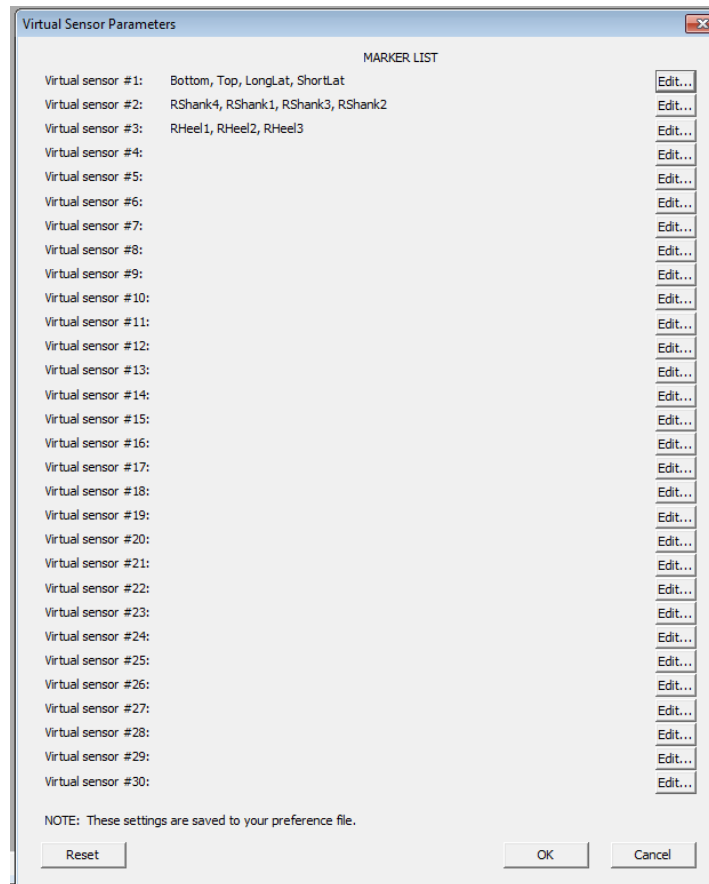 Virtual Sensor Parameters
MARKER LIST
Virtual sensor #1: Bottom, Top, LongLat, ShortLat Edit...
Virtual sensor #2: RShank4, RShank1, RShank3, RShank2 Edit...
Virtual sensor #3: RHeel1, RHeel2, RHeel3 Edit...
Virtual sensor #4: Edit...
Virtual sensor #5: Edit...
Virtual sensor #6: Edit...
Virtual sensor #7: Edit...
Virtual sensor #8: Edit...
Virtual sensor #9: Edit...
Virtual sensor #10: Edit...
Virtual sensor #11: Edit...
Virtual sensor #12: Edit...
Virtual sensor #13: Edit...
Virtual sensor #14: Edit...
Virtual sensor #15: Edit...
Virtual sensor #16: Edit...
Virtual sensor #17: Edit...
Virtual sensor #18: Edit...
Virtual sensor #19: Edit...
Virtual sensor #20: Edit...
Virtual sensor #21: Edit...
Virtual sensor #22: Edit...
Virtual sensor #23: Edit...
Virtual sensor #24: Edit...
Virtual sensor #25: Edit...
Virtual sensor #26: Edit...
Virtual sensor #27: Edit...
Virtual sensor #28: Edit...
Virtual sensor #29: Edit...
Virtual sensor #30: Edit...
NOTE: These settings are saved to your preference file.
Reset OK Cancel